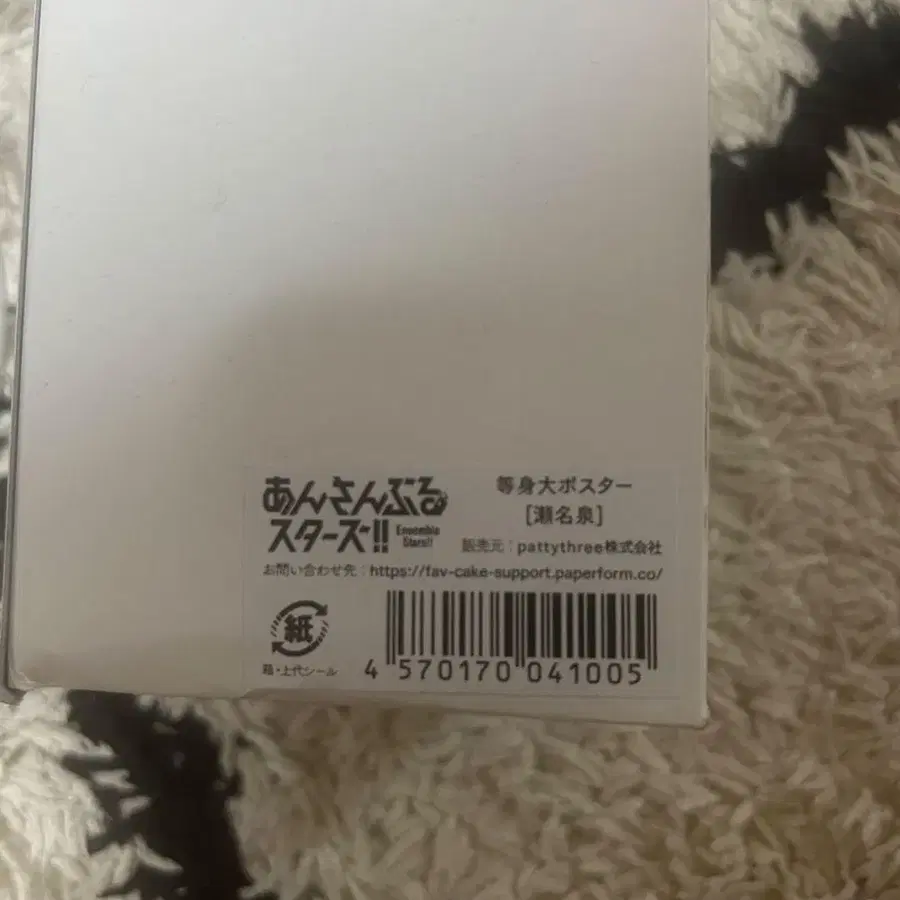 あんさんぶる
スターズ!!
Ensemble
Stars!!
等身大ポスター
[瀬名泉]
販売元：pattythree株式会社
お問い合わせ先：https://fav-cake-support.paperform.co/
紙
箱・上代シール
4 570170 041005